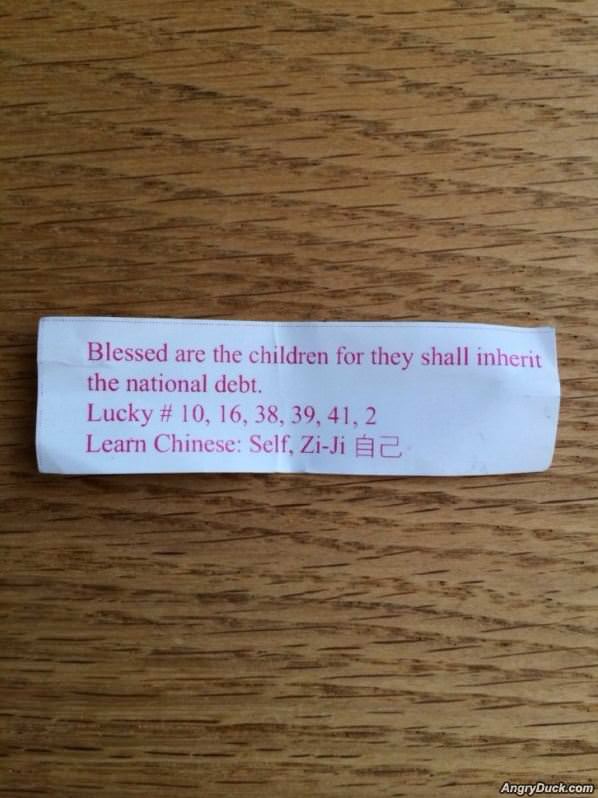 Blessed are the children for they shall inherit
the national debt.
Lucky # 10, 16, 38, 39, 41, 2
Learn Chinese: Self, Zi-Ji 自己
AngryDuck.com